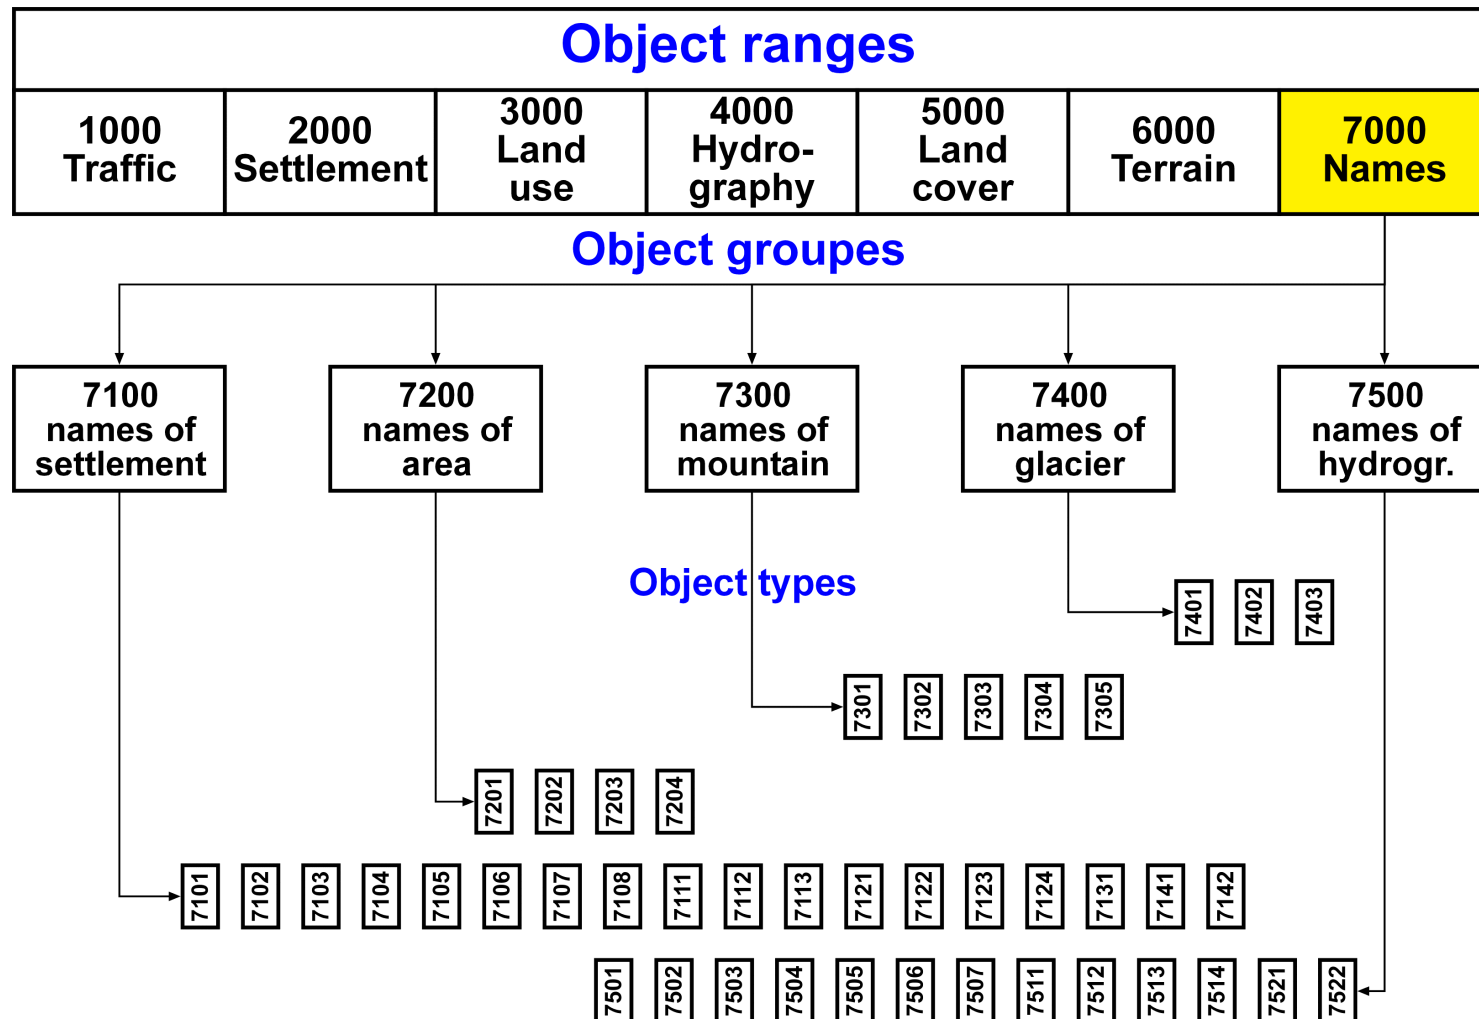 Object ranges
1000
Traffic
2000
Settlement
3000
Land
use
4000
Hydro-
graphy
5000
Land
cover
6000
Terrain
7000
Names
Object groupes
7100
names of
settlement
7200
names of
area
7300
names of
mountain
7400
names of
glacier
7500
names of
hydrogr.
Object types
7401
7402
7403
7301
7302
7303
7304
7305
7201
7202
7203
7204
7101
7102
7103
7104
7105
7106
7107
7108
7111
7112
7113
7121
7122
7123
7124
7131
7141
7142
7501
7502
7503
7504
7505
7506
7507
7511
7512
7513
7514
7521
7522